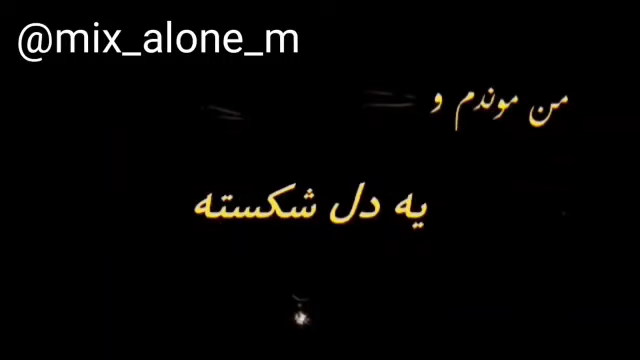 @mix_alone_m
من موندم و
یه دل شکسته